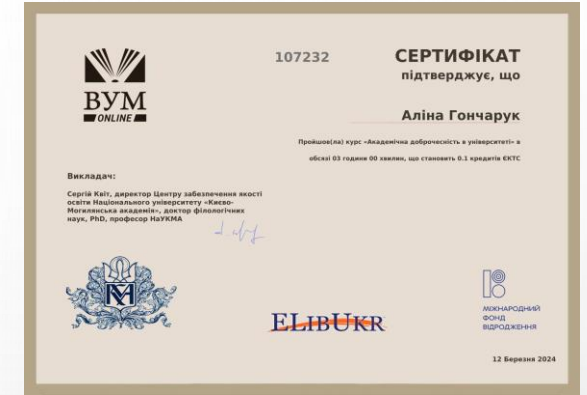 ВУМ
ONLINE
107232
СЕРТИФІКАТ
підтверджує, що
Аліна Гончарук
Пройшов(ла) курс «Академічна доброчесність в університеті» в
обсязі 03 години 00 хвилин, що становить 0.1 кредитів ЄКТС
Викладач:
Сергій Квіт, директор Центру забезпечення якості
освіти Національного університету «Києво-
Могилянська академія», доктор філологічних
наук, PhD, професор НаУКМА
ELIBUKR
МІЖНАРОДНИЙ
ФОНД
ВІДРОДЖЕННЯ
12 Березня 2024